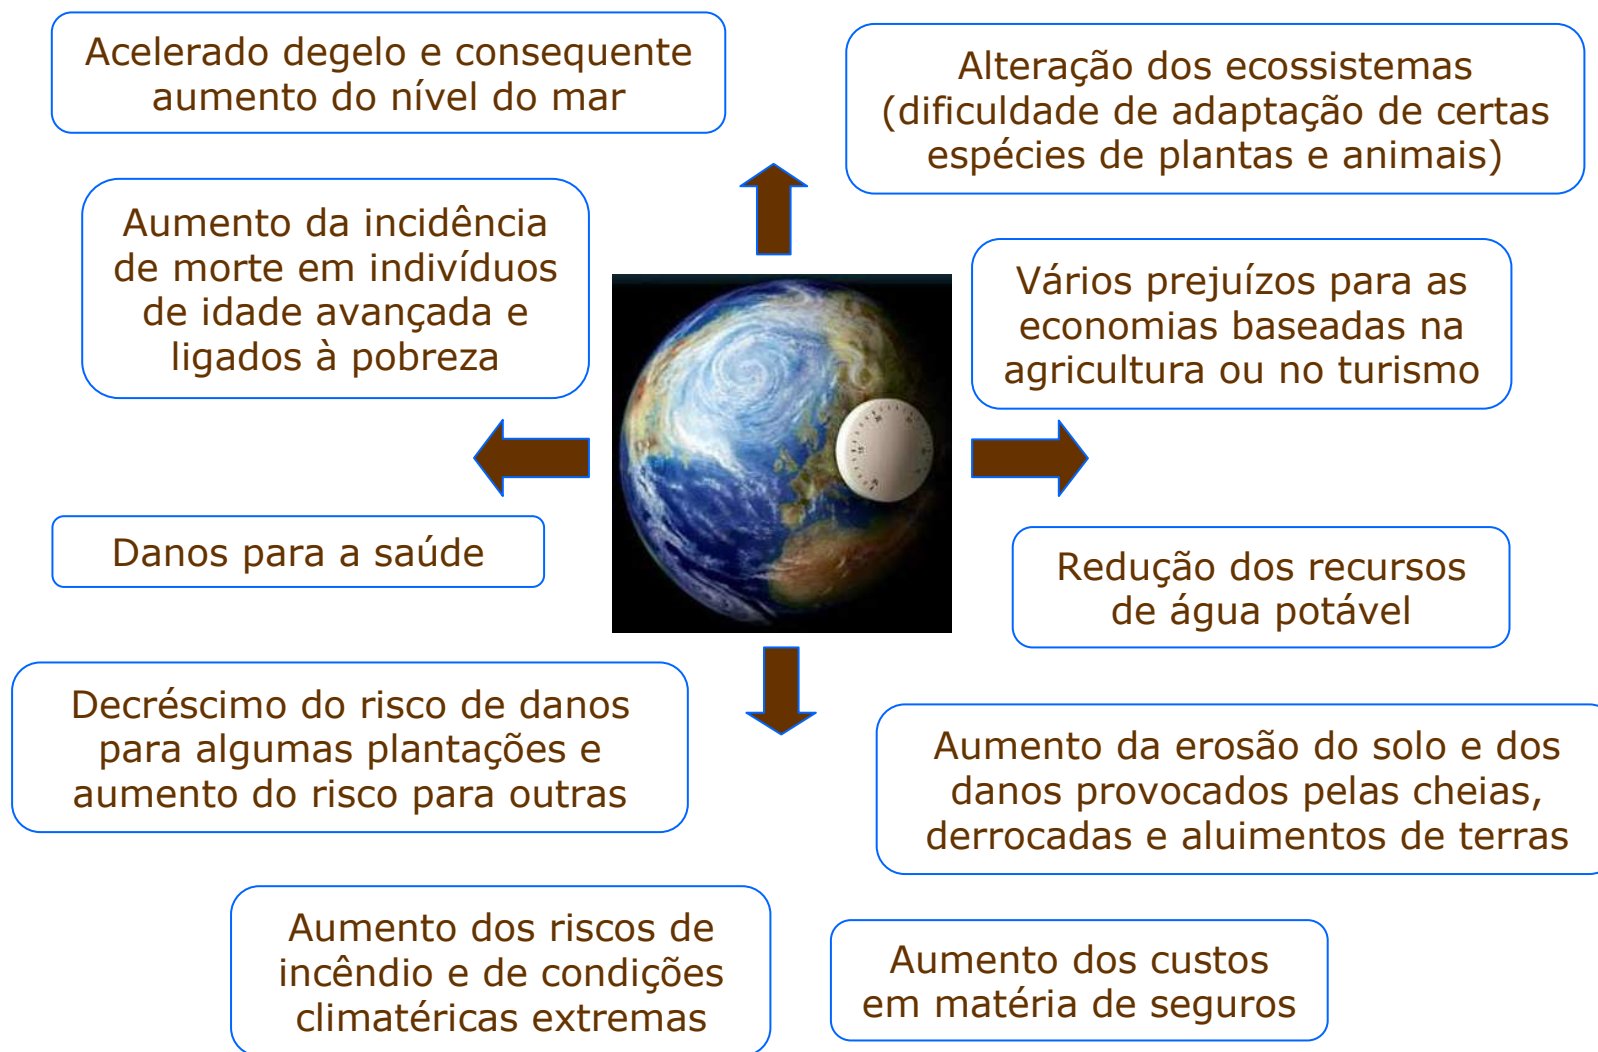 Acelerado degelo e consequente
aumento do nível do mar
Alteração dos ecossistemas
(dificuldade de adaptação de certas
espécies de plantas e animais)
Aumento da incidência
de morte em indivíduos
de idade avançada e
ligados à pobreza
Vários prejuízos para as
economias baseadas na
agricultura ou no turismo
Danos para a saúde
Redução dos recursos
de água potável
Decréscimo do risco de danos
para algumas plantações e
aumento do risco para outras
Aumento da erosão do solo e dos
danos provocados pelas cheias,
derrocadas e aluimentos de terras
Aumento dos riscos de
incêndio e de condições
climatéricas extremas
Aumento dos custos
em matéria de seguros